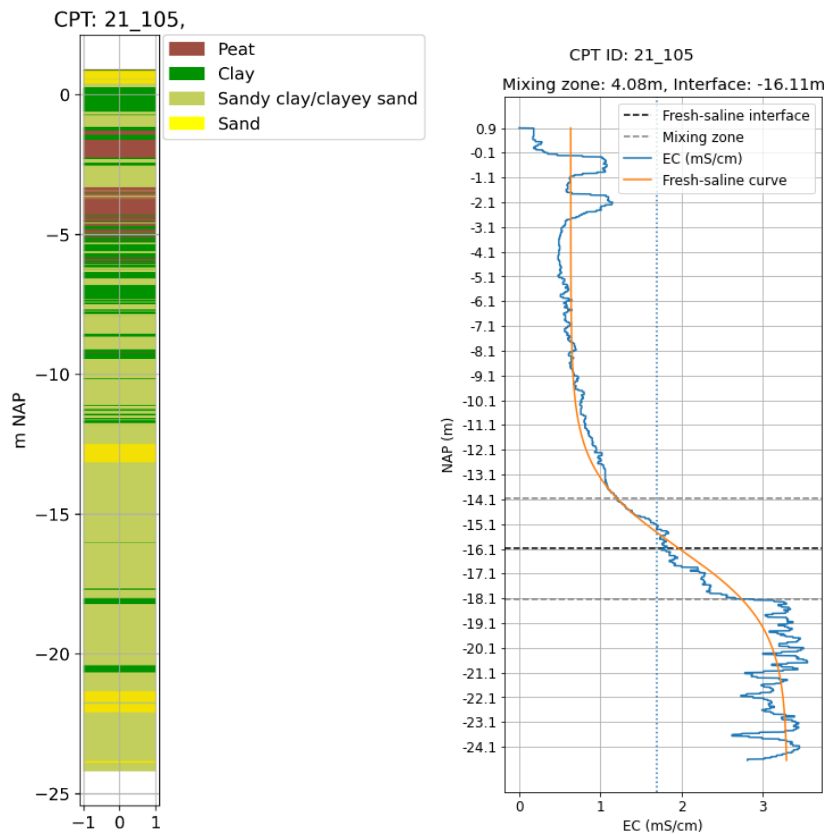 CPT: 21_105,
Peat
Clay
Sandy clay/clayey sand
Sand
0
−5
−10
−15
−20
−25
m NAP
−1 0 1
CPT ID: 21_105
Mixing zone: 4.08m, Interface: -16.11m
Fresh-saline interface
Mixing zone
EC (mS/cm)
Fresh-saline curve
0.9
-0.1
-1.1
-2.1
-3.1
-4.1
-5.1
-6.1
-7.1
-8.1
-9.1
-10.1
-11.1
-12.1
-13.1
-14.1
-15.1
-16.1
-17.1
-18.1
-19.1
-20.1
-21.1
-22.1
-23.1
-24.1
NAP (m)
0 1 2 3
EC (mS/cm)